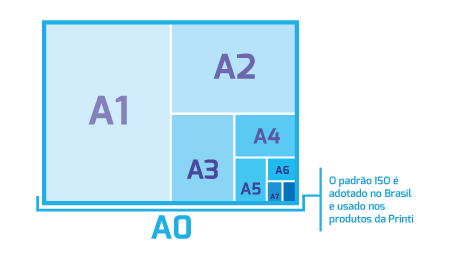 A1
A2
A3
A4
A5
A6
A7
A0
O padrão ISO é
adotado no Brasil
e usado nos
produtos da Printi